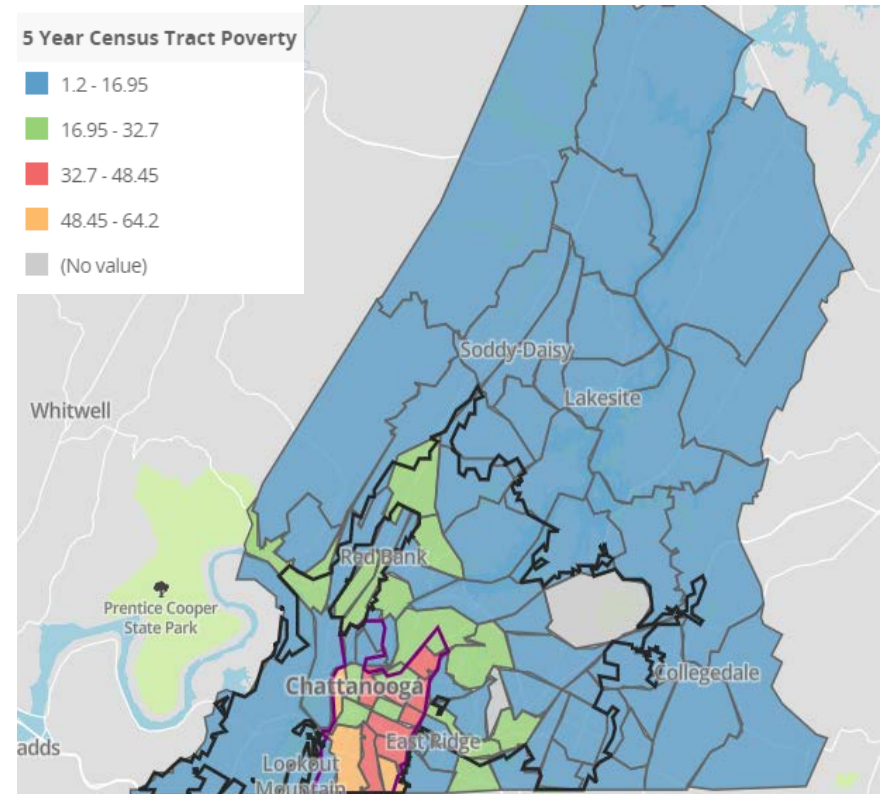 5 Year Census Tract Poverty
1.2 - 16.95
16.95 - 32.7
32.7 - 48.45
48.45 - 64.2
(No value)
Soddy-Daisy
Lakesite
Whitwell
Red Bank
Prentice Cooper
State Park
Collegedale
Chattanooga
East Ridge
adds
Lookout
Mountain